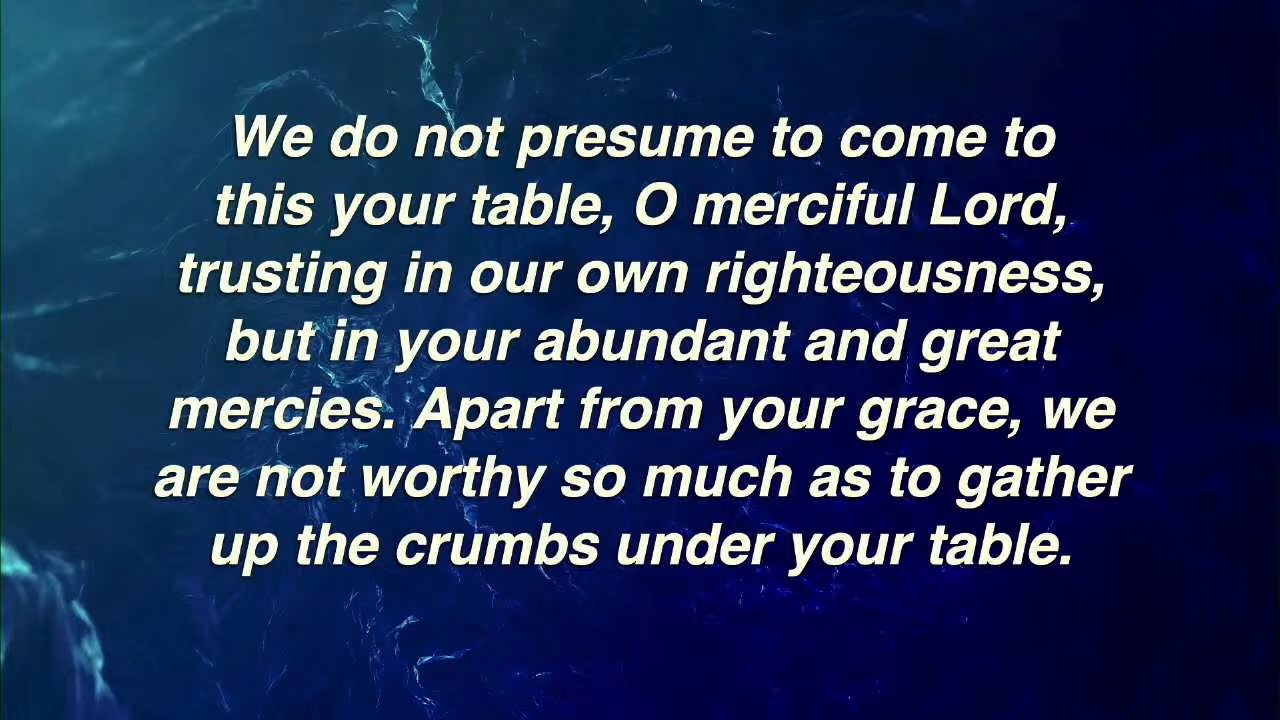 We do not presume to come to
this your table, O merciful Lord,
trusting in our own righteousness,
but in your abundant and great
mercies. Apart from your grace, we
are not worthy so much as to gather
up the crumbs under your table.